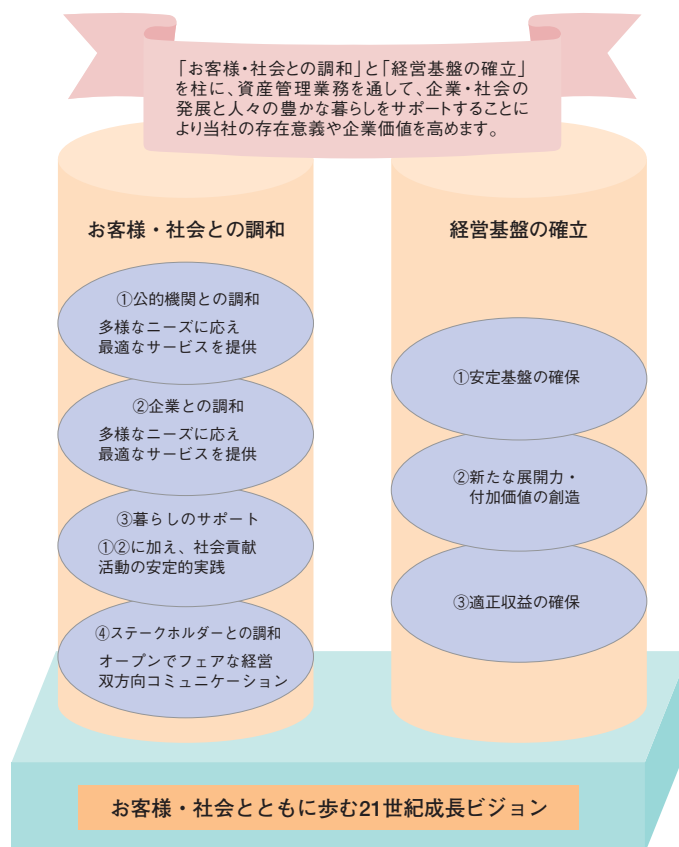 「お客様・社会との調和」と「経営基盤の確立」
を柱に、資産管理業務を通して、企業・社会の
発展と人々の豊かな暮らしをサポートすることに
より当社の存在意義や企業価値を高めます。
お客様・社会との調和
①公的機関との調和
多様なニーズに応え
最適なサービスを提供
②企業との調和
多様なニーズに応え
最適なサービスを提供
③暮らしのサポート
①②に加え、社会貢献
活動の安定的実践
④ステークホルダーとの調和
オープンでフェアな経営
双方向コミュニケーション
経営基盤の確立
①安定基盤の確保
②新たな展開力・
付加価値の創造
③適正収益の確保
お客様・社会とともに歩む21世紀成長ビジョン